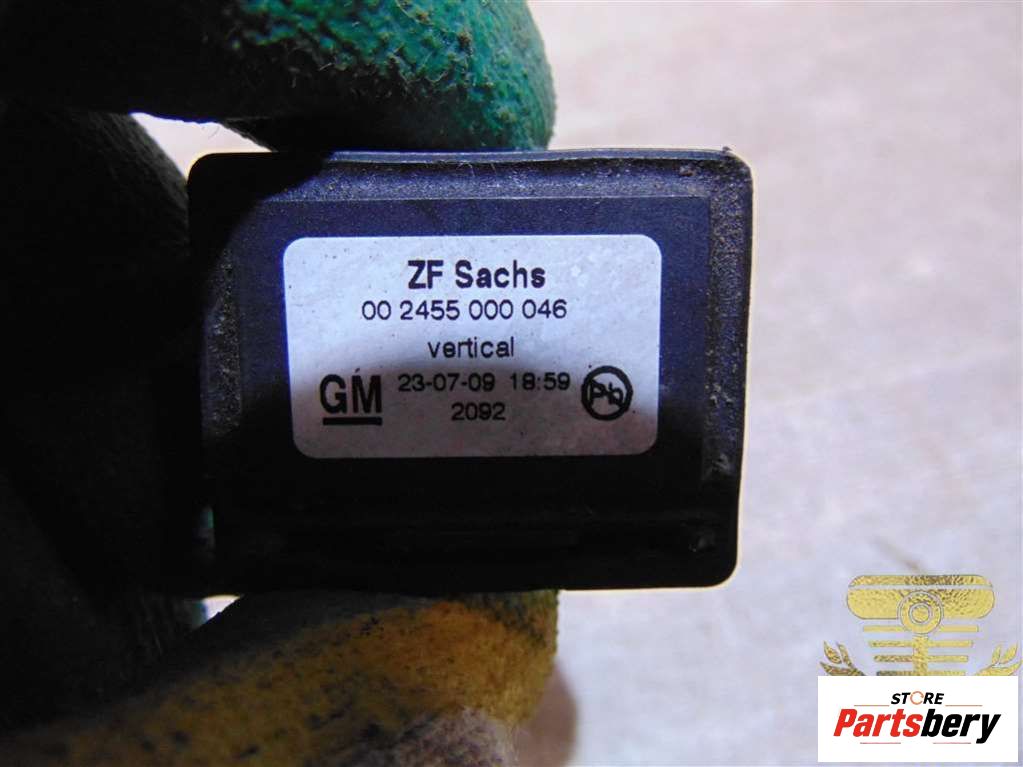 ZF Sachs
00 2455 000 046
vertical
GM 23-07-09 18:59 Pb
2092
STORE
Partsbery